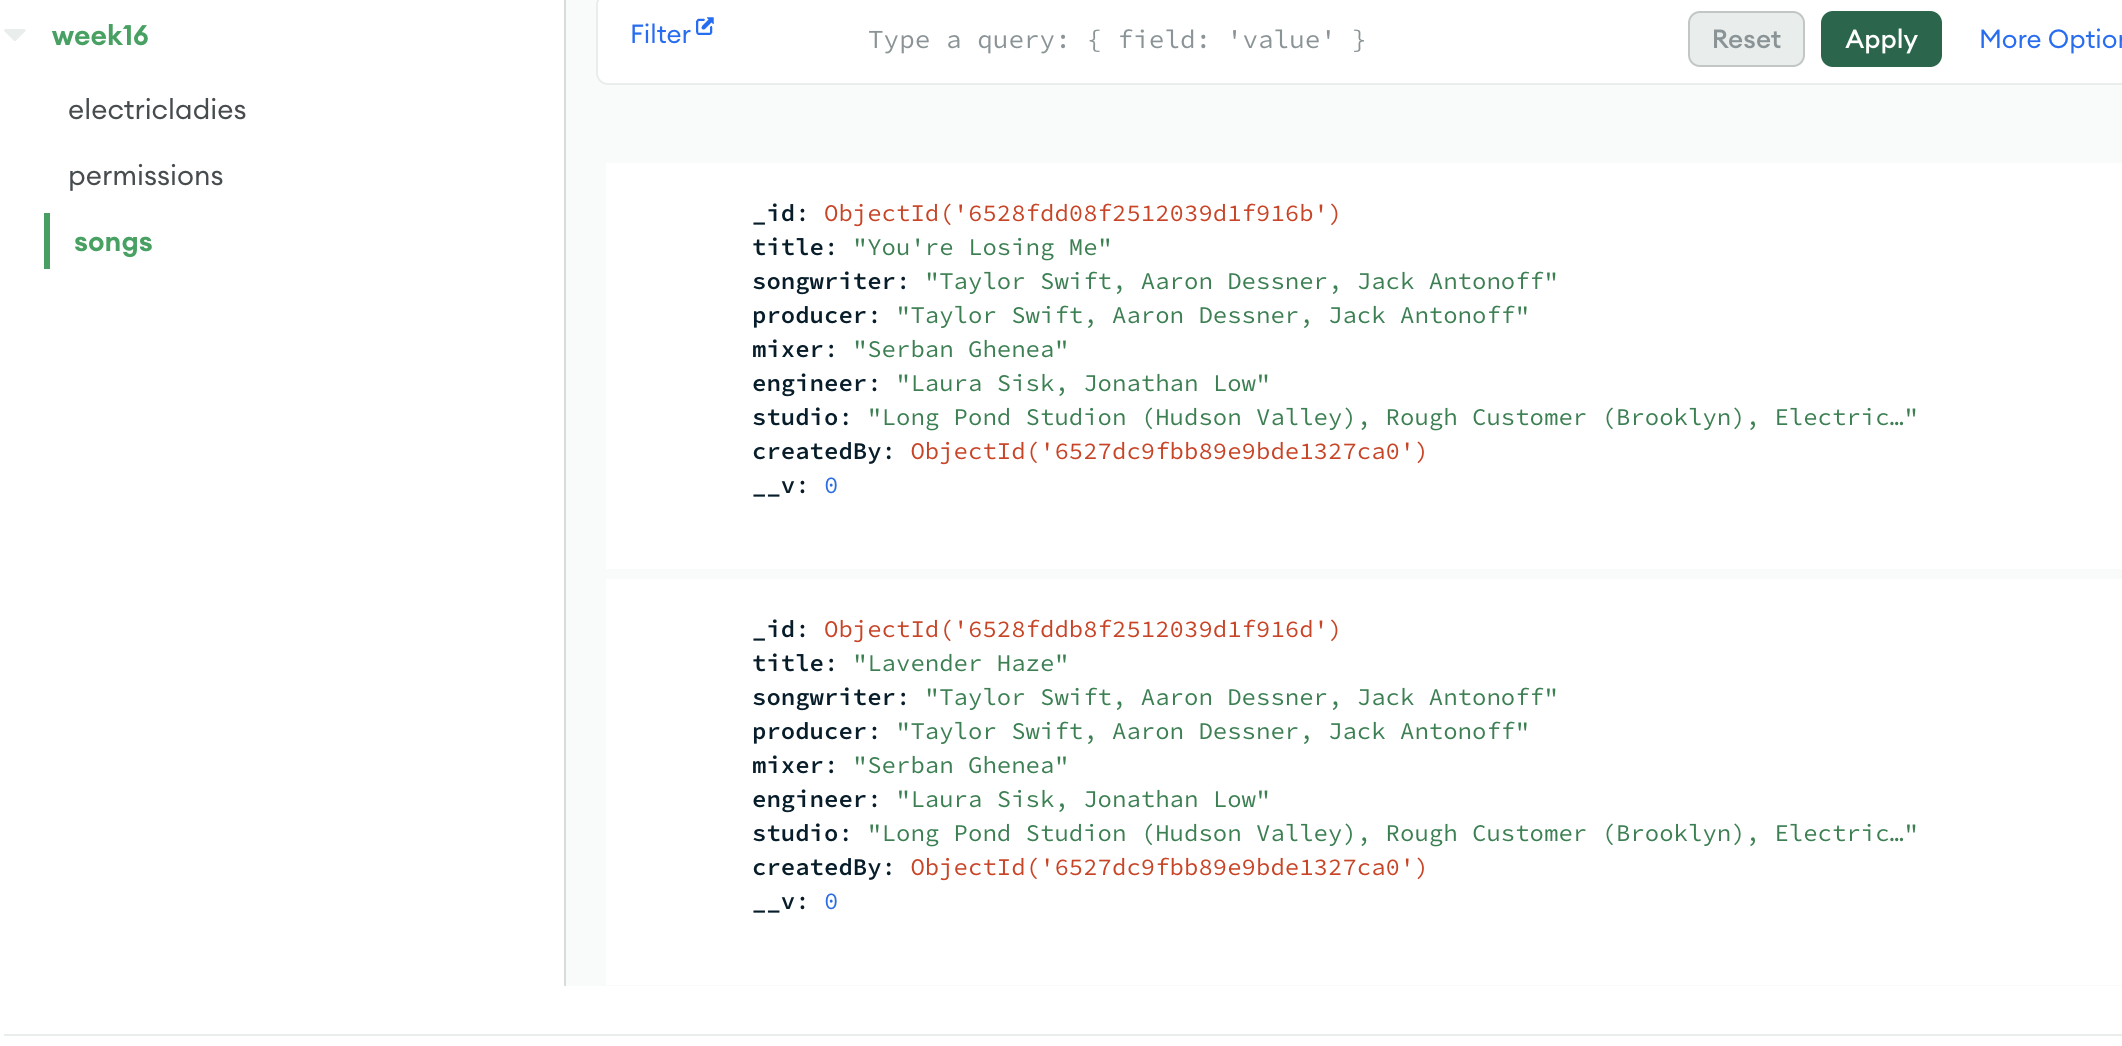 week16
electricladies
permissions
songs
Filter
Type a query: { field: 'value' }
Reset
Apply
More
_id: ObjectId('6528fdd08f2512039d1f916b')
title: "You're Losing Me"
songwriter: "Taylor Swift, Aaron Dessner, Jack Antonoff"
producer: "Taylor Swift, Aaron Dessner, Jack Antonoff"
mixer: "Serban Ghenea"
engineer: "Laura Sisk, Jonathan Low"
studio: "Long Pond Studion (Hudson Valley), Rough Customer (Brooklyn), Electric…"
createdBy: ObjectId('6527dc9fbb89e9bde1327ca0')
__v: 0
_id: ObjectId('6528fddb8f2512039d1f916d')
title: "Lavender Haze"
songwriter: "Taylor Swift, Aaron Dessner, Jack Antonoff"
producer: "Taylor Swift, Aaron Dessner, Jack Antonoff"
mixer: "Serban Ghenea"
engineer: "Laura Sisk, Jonathan Low"
studio: "Long Pond Studion (Hudson Valley), Rough Customer (Brooklyn), Electric…"
createdBy: ObjectId('6527dc9fbb89e9bde1327ca0')
__v: 0